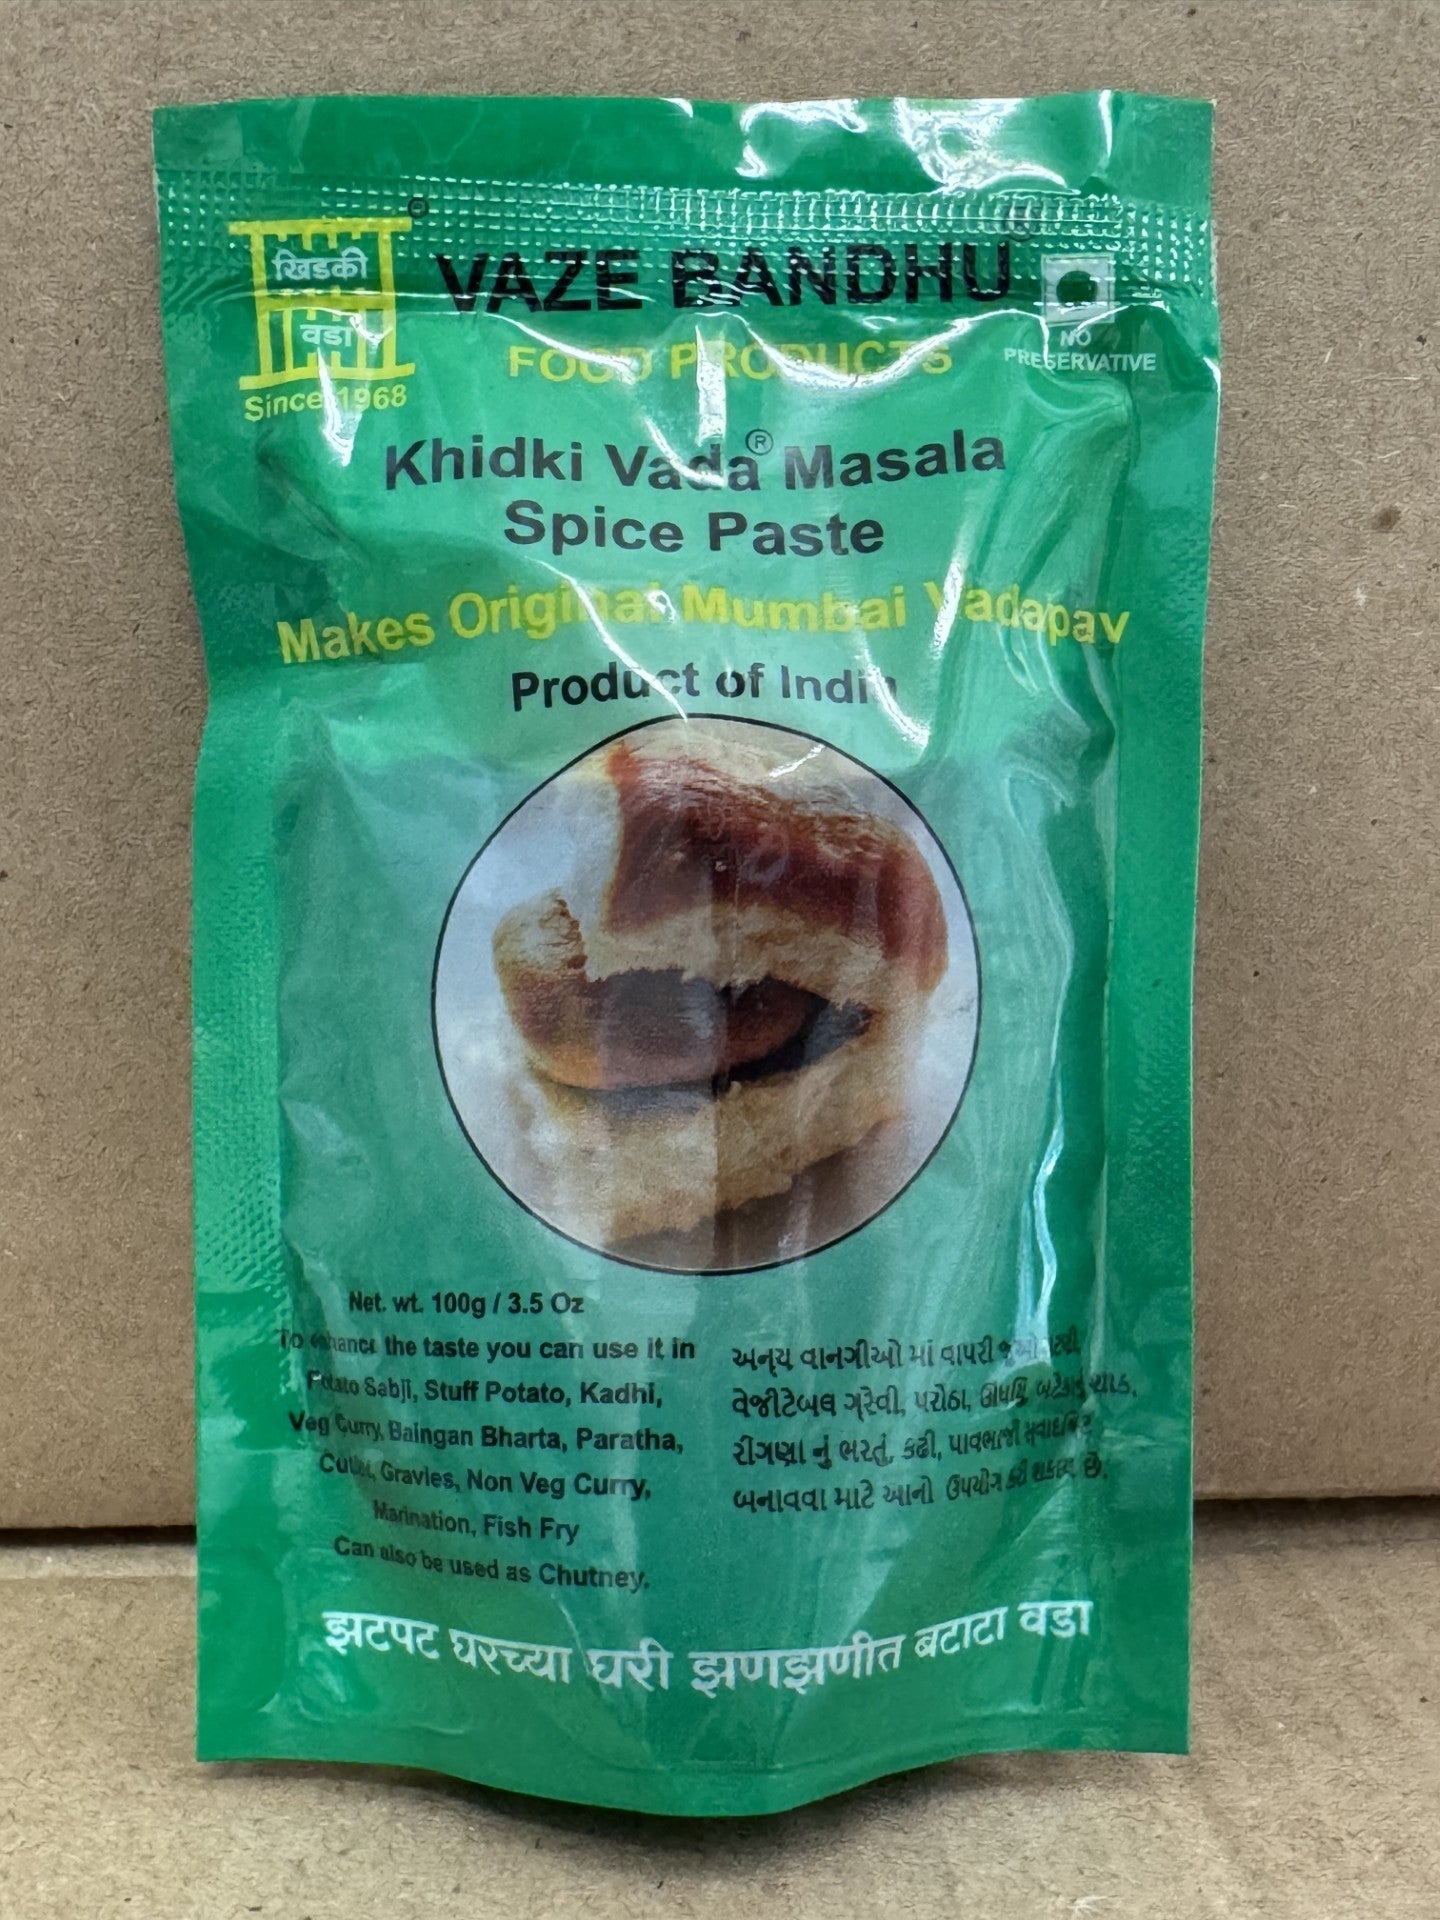 खिडकी
वडा
Since 1968
®
VAZE BANDHU
FOOD PRODUCTS
NO
PRESERVATIVE
Khidki Vada® Masala
Spice Paste
Makes Original Mumbai Vadapav
Product of India
Net. wt. 100g / 3.5 Oz
To enhance the taste you can use it in
Potato Sabji, Stuff Potato, Kadhi,
Veg Curry, Baingan Bharta, Paratha,
Cutlet, Gravies, Non Veg Curry,
Marination, Fish Fry
Can also be used as Chutney.
અન્ય વાનગીઓ માં વાપરી જુઓ
વેજીટેબલ ગ્રેવી, પરોઠા,
રીંગણા નું ભરતું, કઢી, પાવભાજી
બનાવવા માટે આનો ઉપયોગ કરી છે.
झटपट घरच्या घरी झणझणीत बटाटा वडा